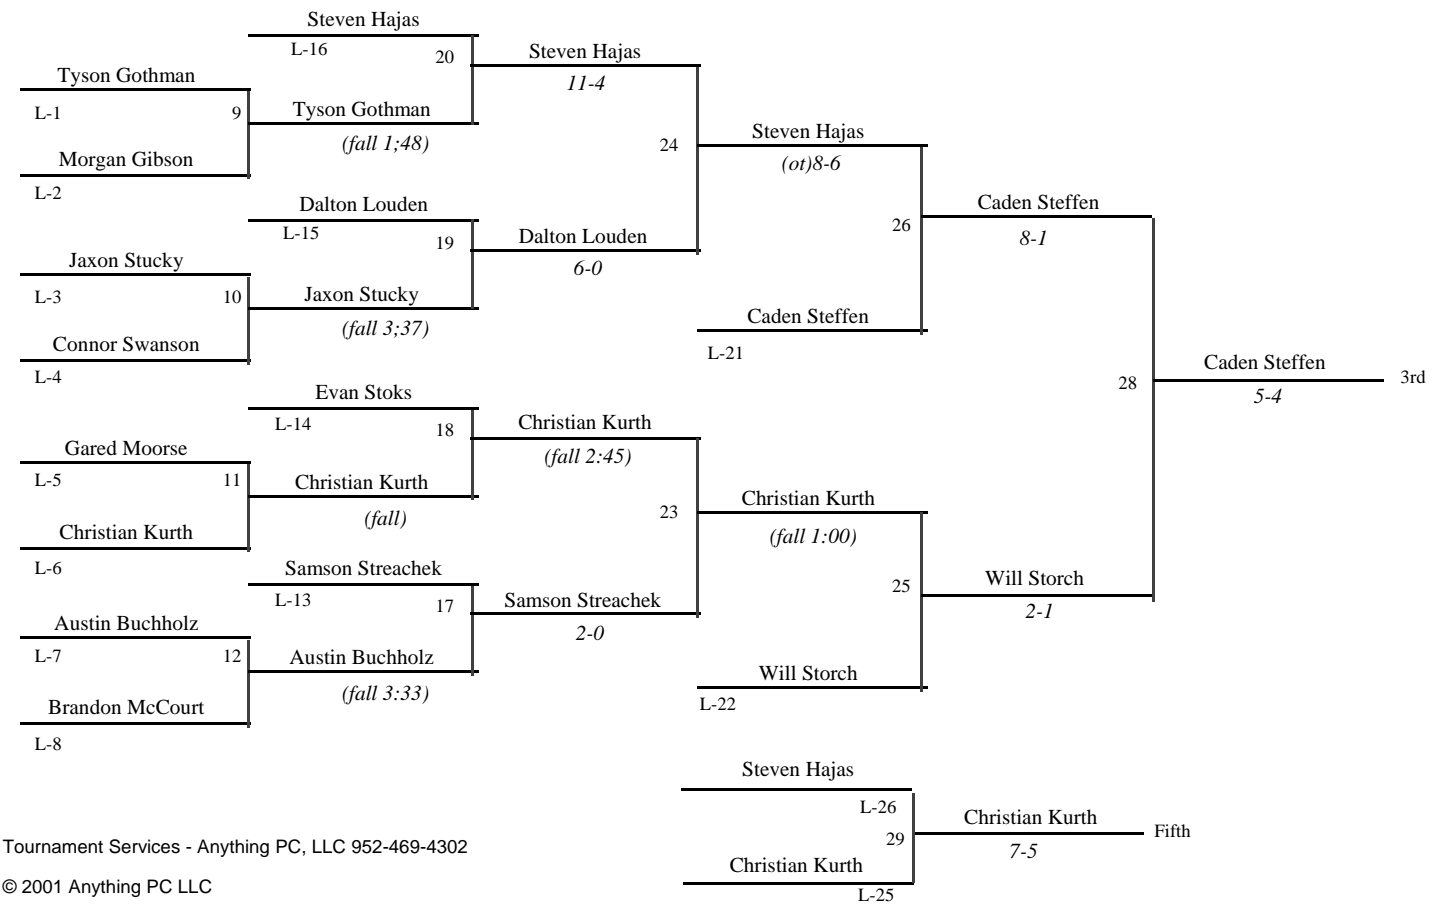 Steven Hajas
L-16
20
Steven Hajas
11-4
Tyson Gothman
L-1
9
Tyson Gothman
(fall 1;48)
Morgan Gibson
L-2
24
Steven Hajas
(ot)8-6
Dalton Louden
L-15
19
Dalton Louden
6-0
Jaxon Stucky
L-3
10
Jaxon Stucky
(fall 3;37)
Connor Swanson
L-4
26
Caden Steffen
8-1
Caden Steffen
L-21
28
Caden Steffen
5-4
3rd
Evan Stoks
L-14
18
Christian Kurth
(fall 2:45)
Gared Moorse
L-5
11
Christian Kurth
(fall)
Christian Kurth
L-6
23
Christian Kurth
(fall 1:00)
Samson Streachek
L-13
17
Samson Streachek
2-0
Austin Buchholz
L-7
12
Austin Buchholz
(fall 3:33)
Brandon McCourt
L-8
25
Will Storch
2-1
Will Storch
L-22
Steven Hajas
L-26
29
Christian Kurth
7-5
Fifth
Christian Kurth
L-25
Tournament Services - Anything PC, LLC 952-469-4302
© 2001 Anything PC LLC